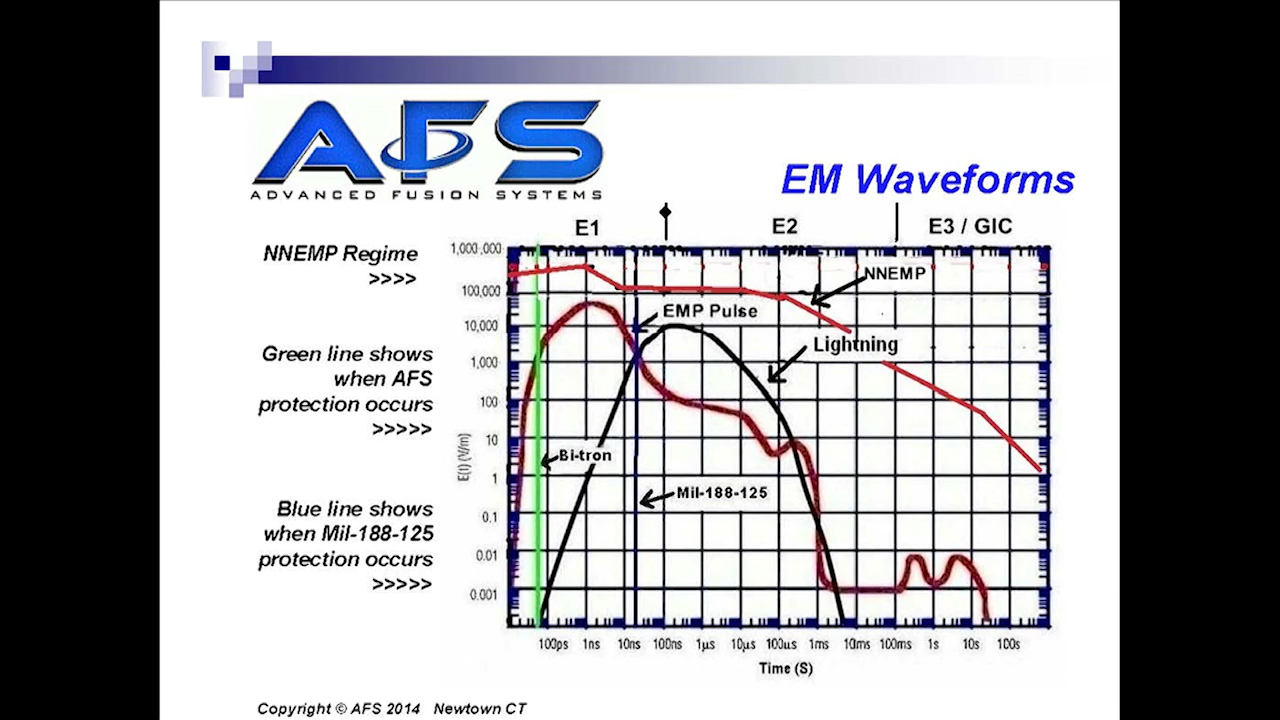 AFS
ADVANCED FUSION SYSTEMS
EM Waveforms
E1
E2
E3 / GIC
NNEMP Regime
>>>>
Green line shows
when AFS
protection occurs
>>>>>
Blue line shows
when Mil-188-125
protection occurs
>>>>>
1,000,000
100,000
10,000
1,000
100
10
1
0.1
0.01
0.001
E(t) (V/m)
NNEMP
EMP Pulse
Lightning
Bi-tron
Mil-188-125
100ps 1ns 10ns 100ns 1µs 10µs 100µs 1ms 10ms 100ms 1s 10s 100s
Time (S)
Copyright © AFS 2014 Newtown CT